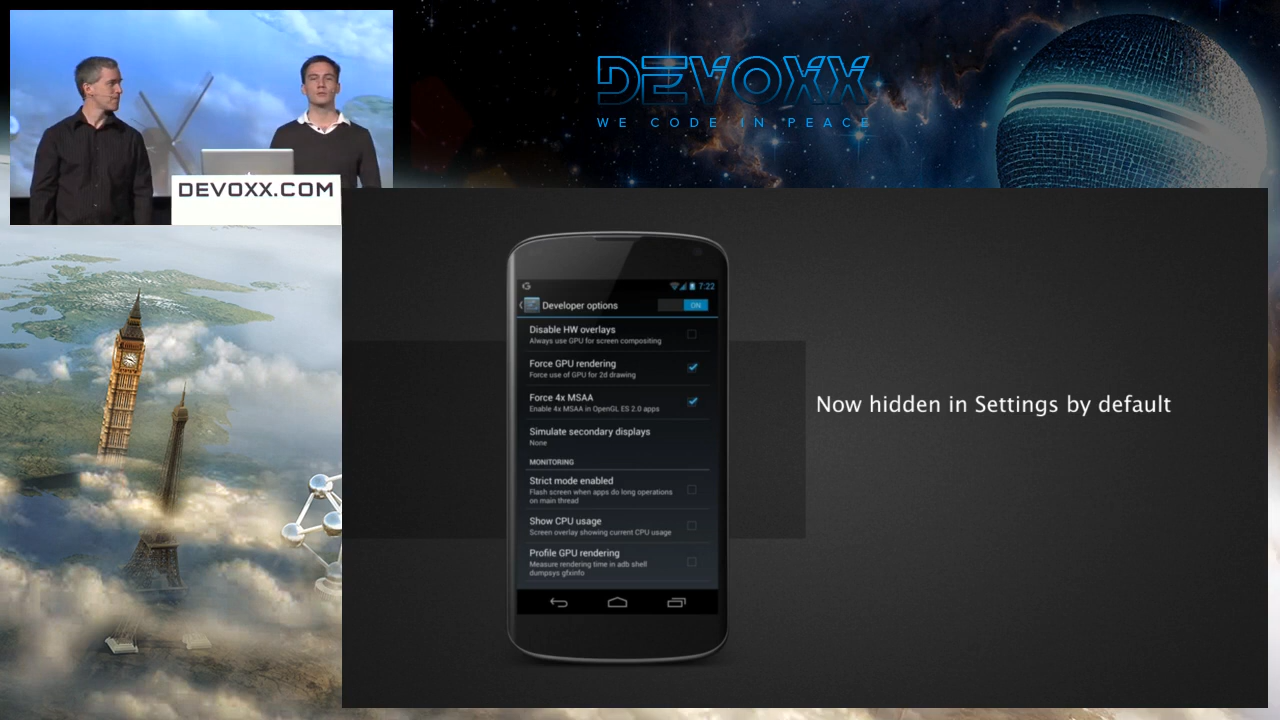 DEVOXX
WE CODE IN PEACE
DEVOXX.COM
7:22
Developer options
ON
Disable HW overlays
Always use GPU for screen compositing
Force GPU rendering
Force use of GPU for 2d drawing
Force 4x MSAA
Enable 4x MSAA in OpenGL ES 2.0 apps
Simulate secondary displays
None
MONITORING
Strict mode enabled
Flash screen when apps do long operations
on main thread
Show CPU usage
Screen overlay showing current CPU usage
Profile GPU rendering
Measure rendering time in adb shell
dumpsys gfxinfo
Now hidden in Settings by default